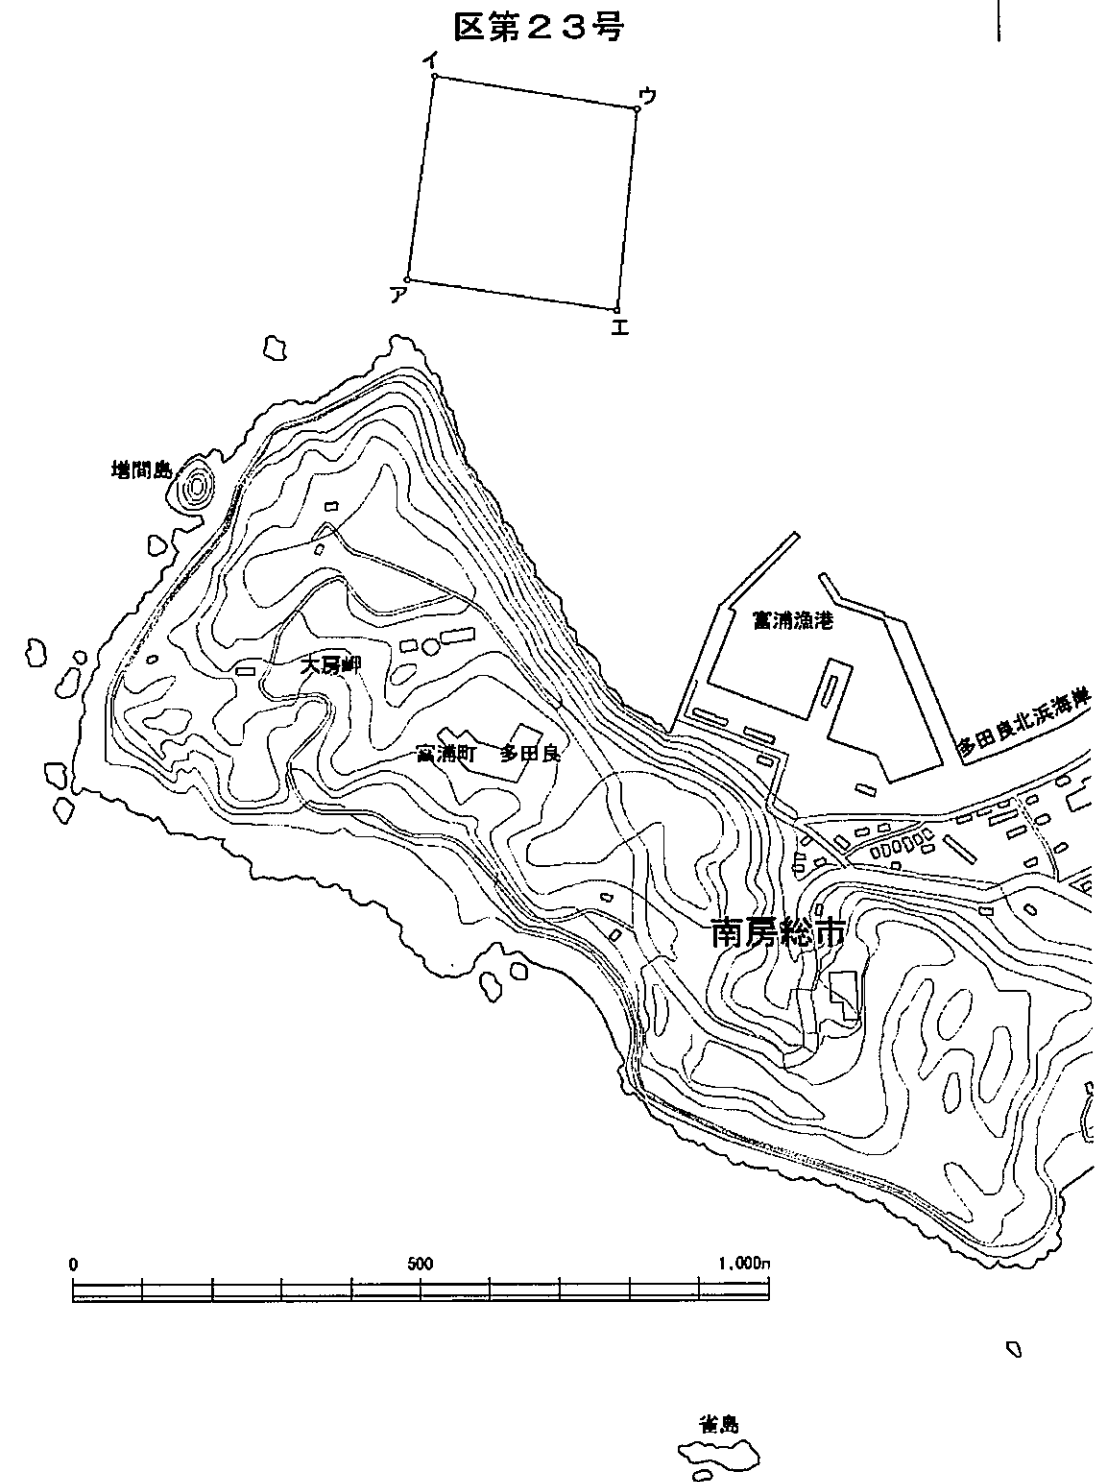 区第23号
イ
ウ
ア
エ
増間島
富浦漁港
大房岬
多田良北浜海岸
富浦町 多田良
南房総市
0 500 1,000m
雀島